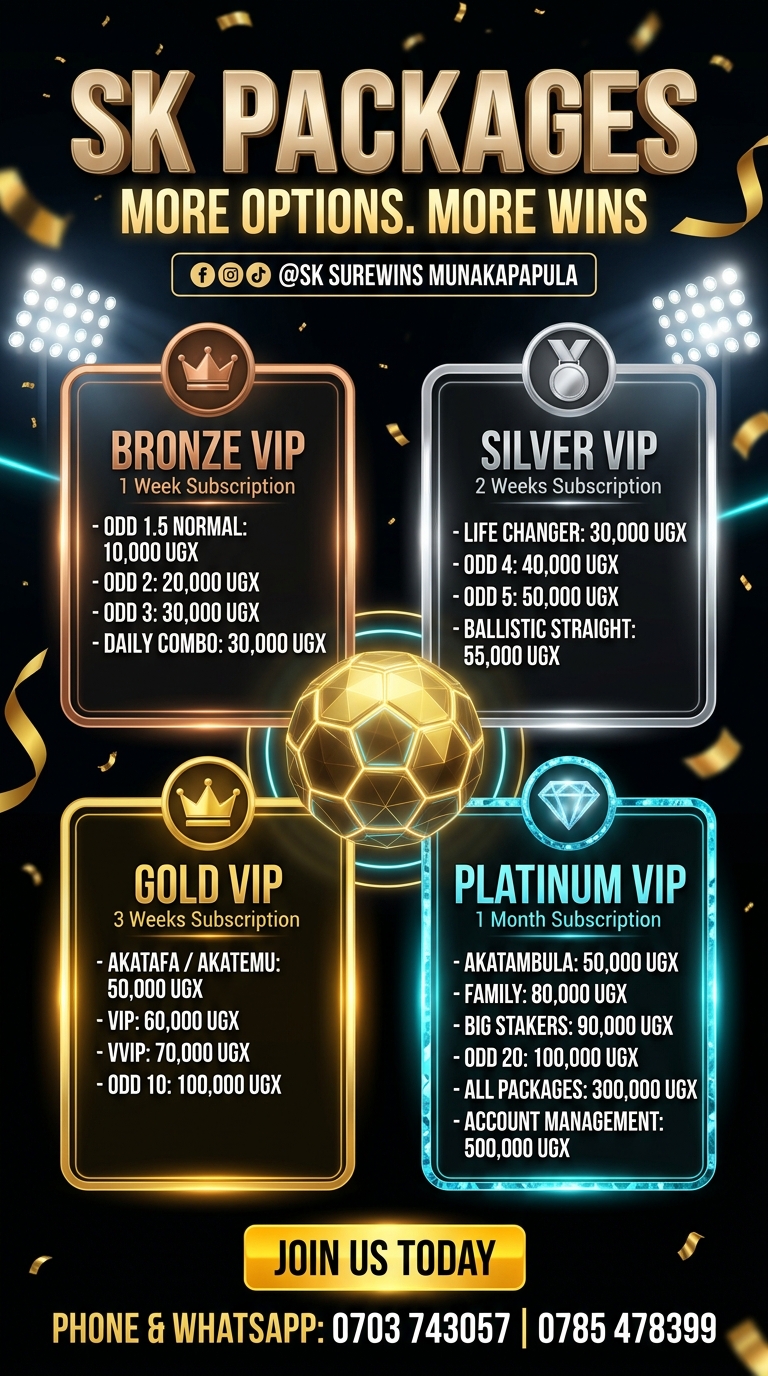 SK PACKAGES
MORE OPTIONS. MORE WINS
@SK SUREWINS MUNAKAPAPULA
BRONZE VIP
1 Week Subscription
- ODD 1.5 NORMAL:
10,000 UGX
- ODD 2: 20,000 UGX
- ODD 3: 30,000 UGX
- DAILY COMBO: 30,000 UGX
SILVER VIP
2 Weeks Subscription
- LIFE CHANGER: 30,000 UGX
- ODD 4: 40,000 UGX
- ODD 5: 50,000 UGX
- BALLISTIC STRAIGHT:
55,000 UGX
GOLD VIP
3 Weeks Subscription
- AKATAFA / AKATEMU:
50,000 UGX
- VIP: 60,000 UGX
- VVIP: 70,000 UGX
- ODD 10: 100,000 UGX
PLATINUM VIP
1 Month Subscription
- AKATAMBULA: 50,000 UGX
- FAMILY: 80,000 UGX
- BIG STAKERS: 90,000 UGX
- ODD 20: 100,000 UGX
- ALL PACKAGES: 300,000 UGX
- ACCOUNT MANAGEMENT:
500,000 UGX
JOIN US TODAY
PHONE & WHATSAPP: 0703 743057 | 0785 478399